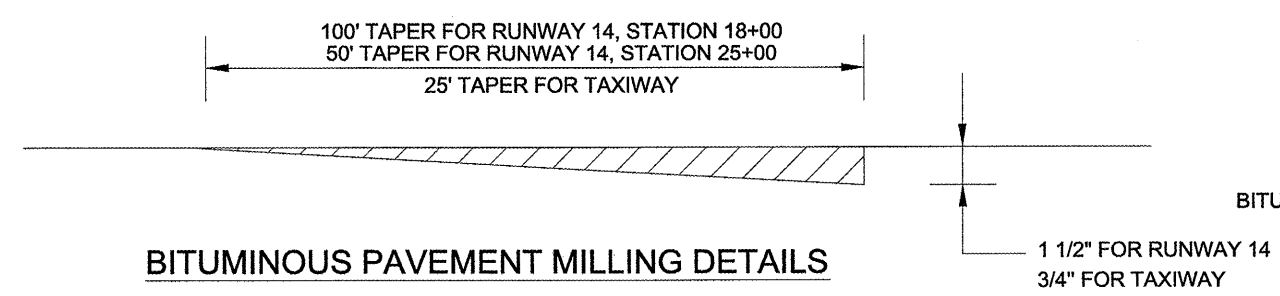 100' TAPER FOR RUNWAY 14, STATION 18+00
50' TAPER FOR RUNWAY 14, STATION 25+00
25' TAPER FOR TAXIWAY
BITU
1 1/2" FOR RUNWAY 14
3/4" FOR TAXIWAY
BITUMINOUS PAVEMENT MILLING DETAILS